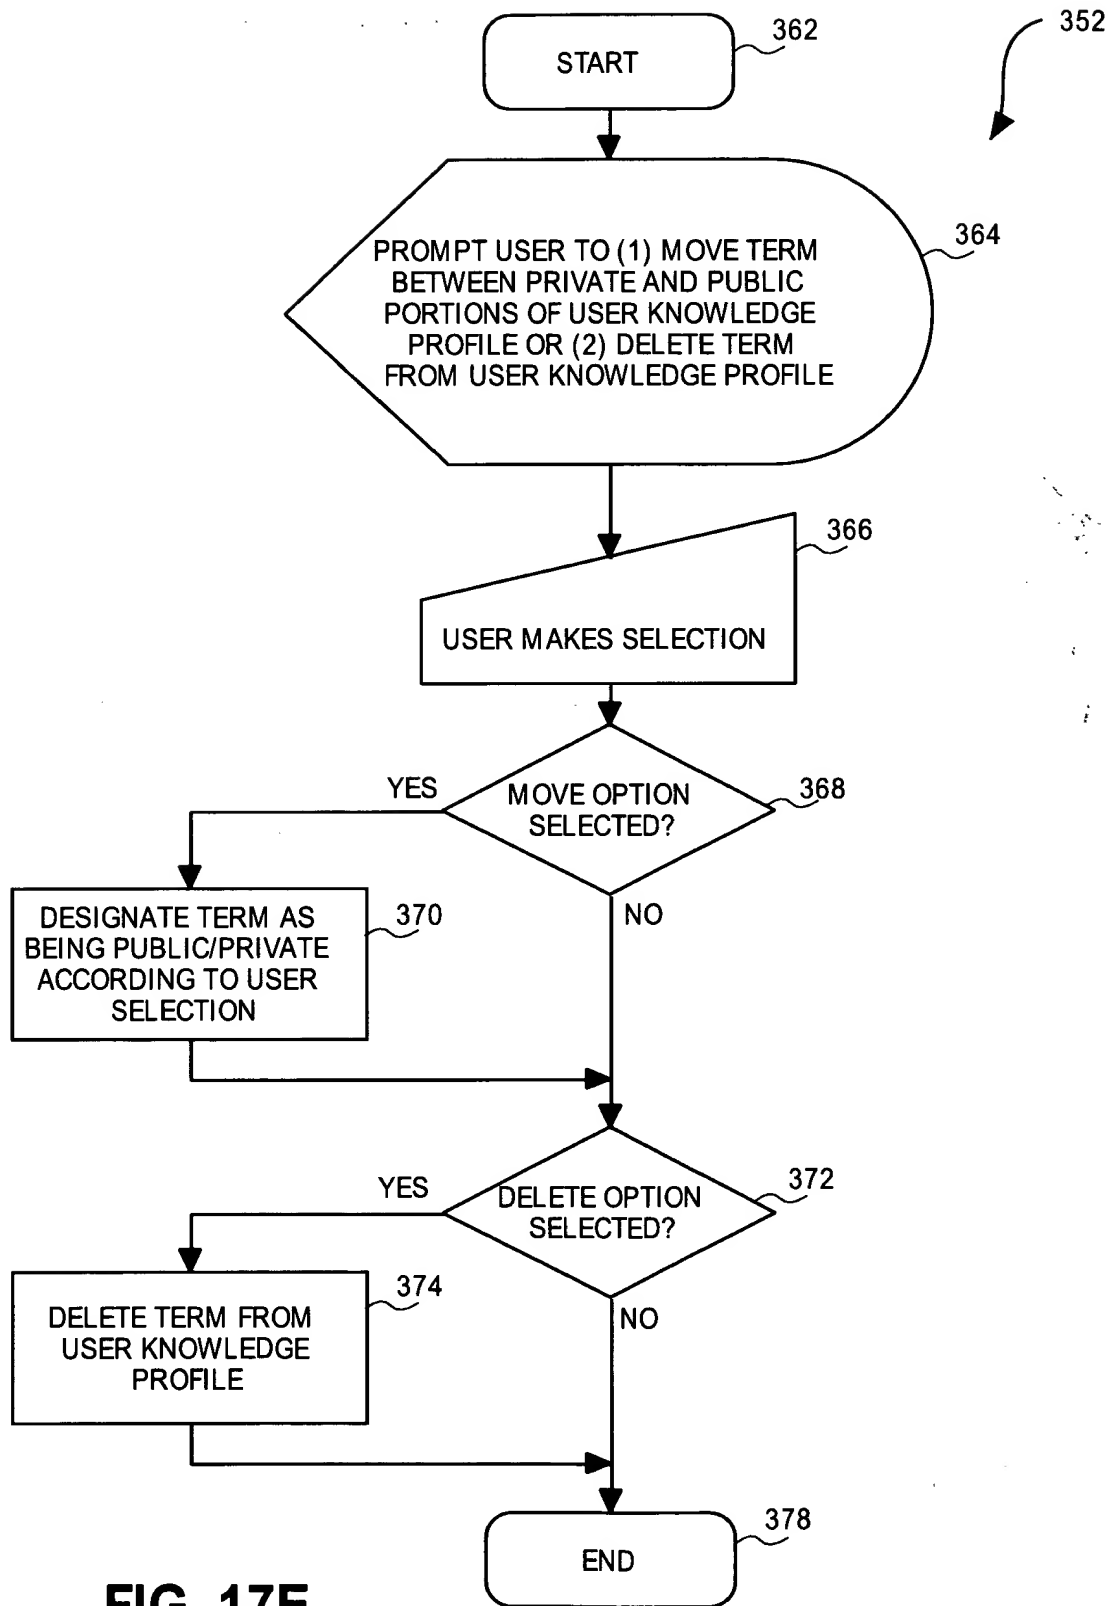 352
362
START
364
PROMPT USER TO (1) MOVE TERM
BETWEEN PRIVATE AND PUBLIC
PORTIONS OF USER KNOWLEDGE
PROFILE OR (2) DELETE TERM
FROM USER KNOWLEDGE PROFILE
366
USER MAKES SELECTION
368
MOVE OPTION
SELECTED?
YES
NO
370
DESIGNATE TERM AS
BEING PUBLIC/PRIVATE
ACCORDING TO USER
SELECTION
372
DELETE OPTION
SELECTED?
YES
NO
374
DELETE TERM FROM
USER KNOWLEDGE
PROFILE
378
END
FIG. 17E